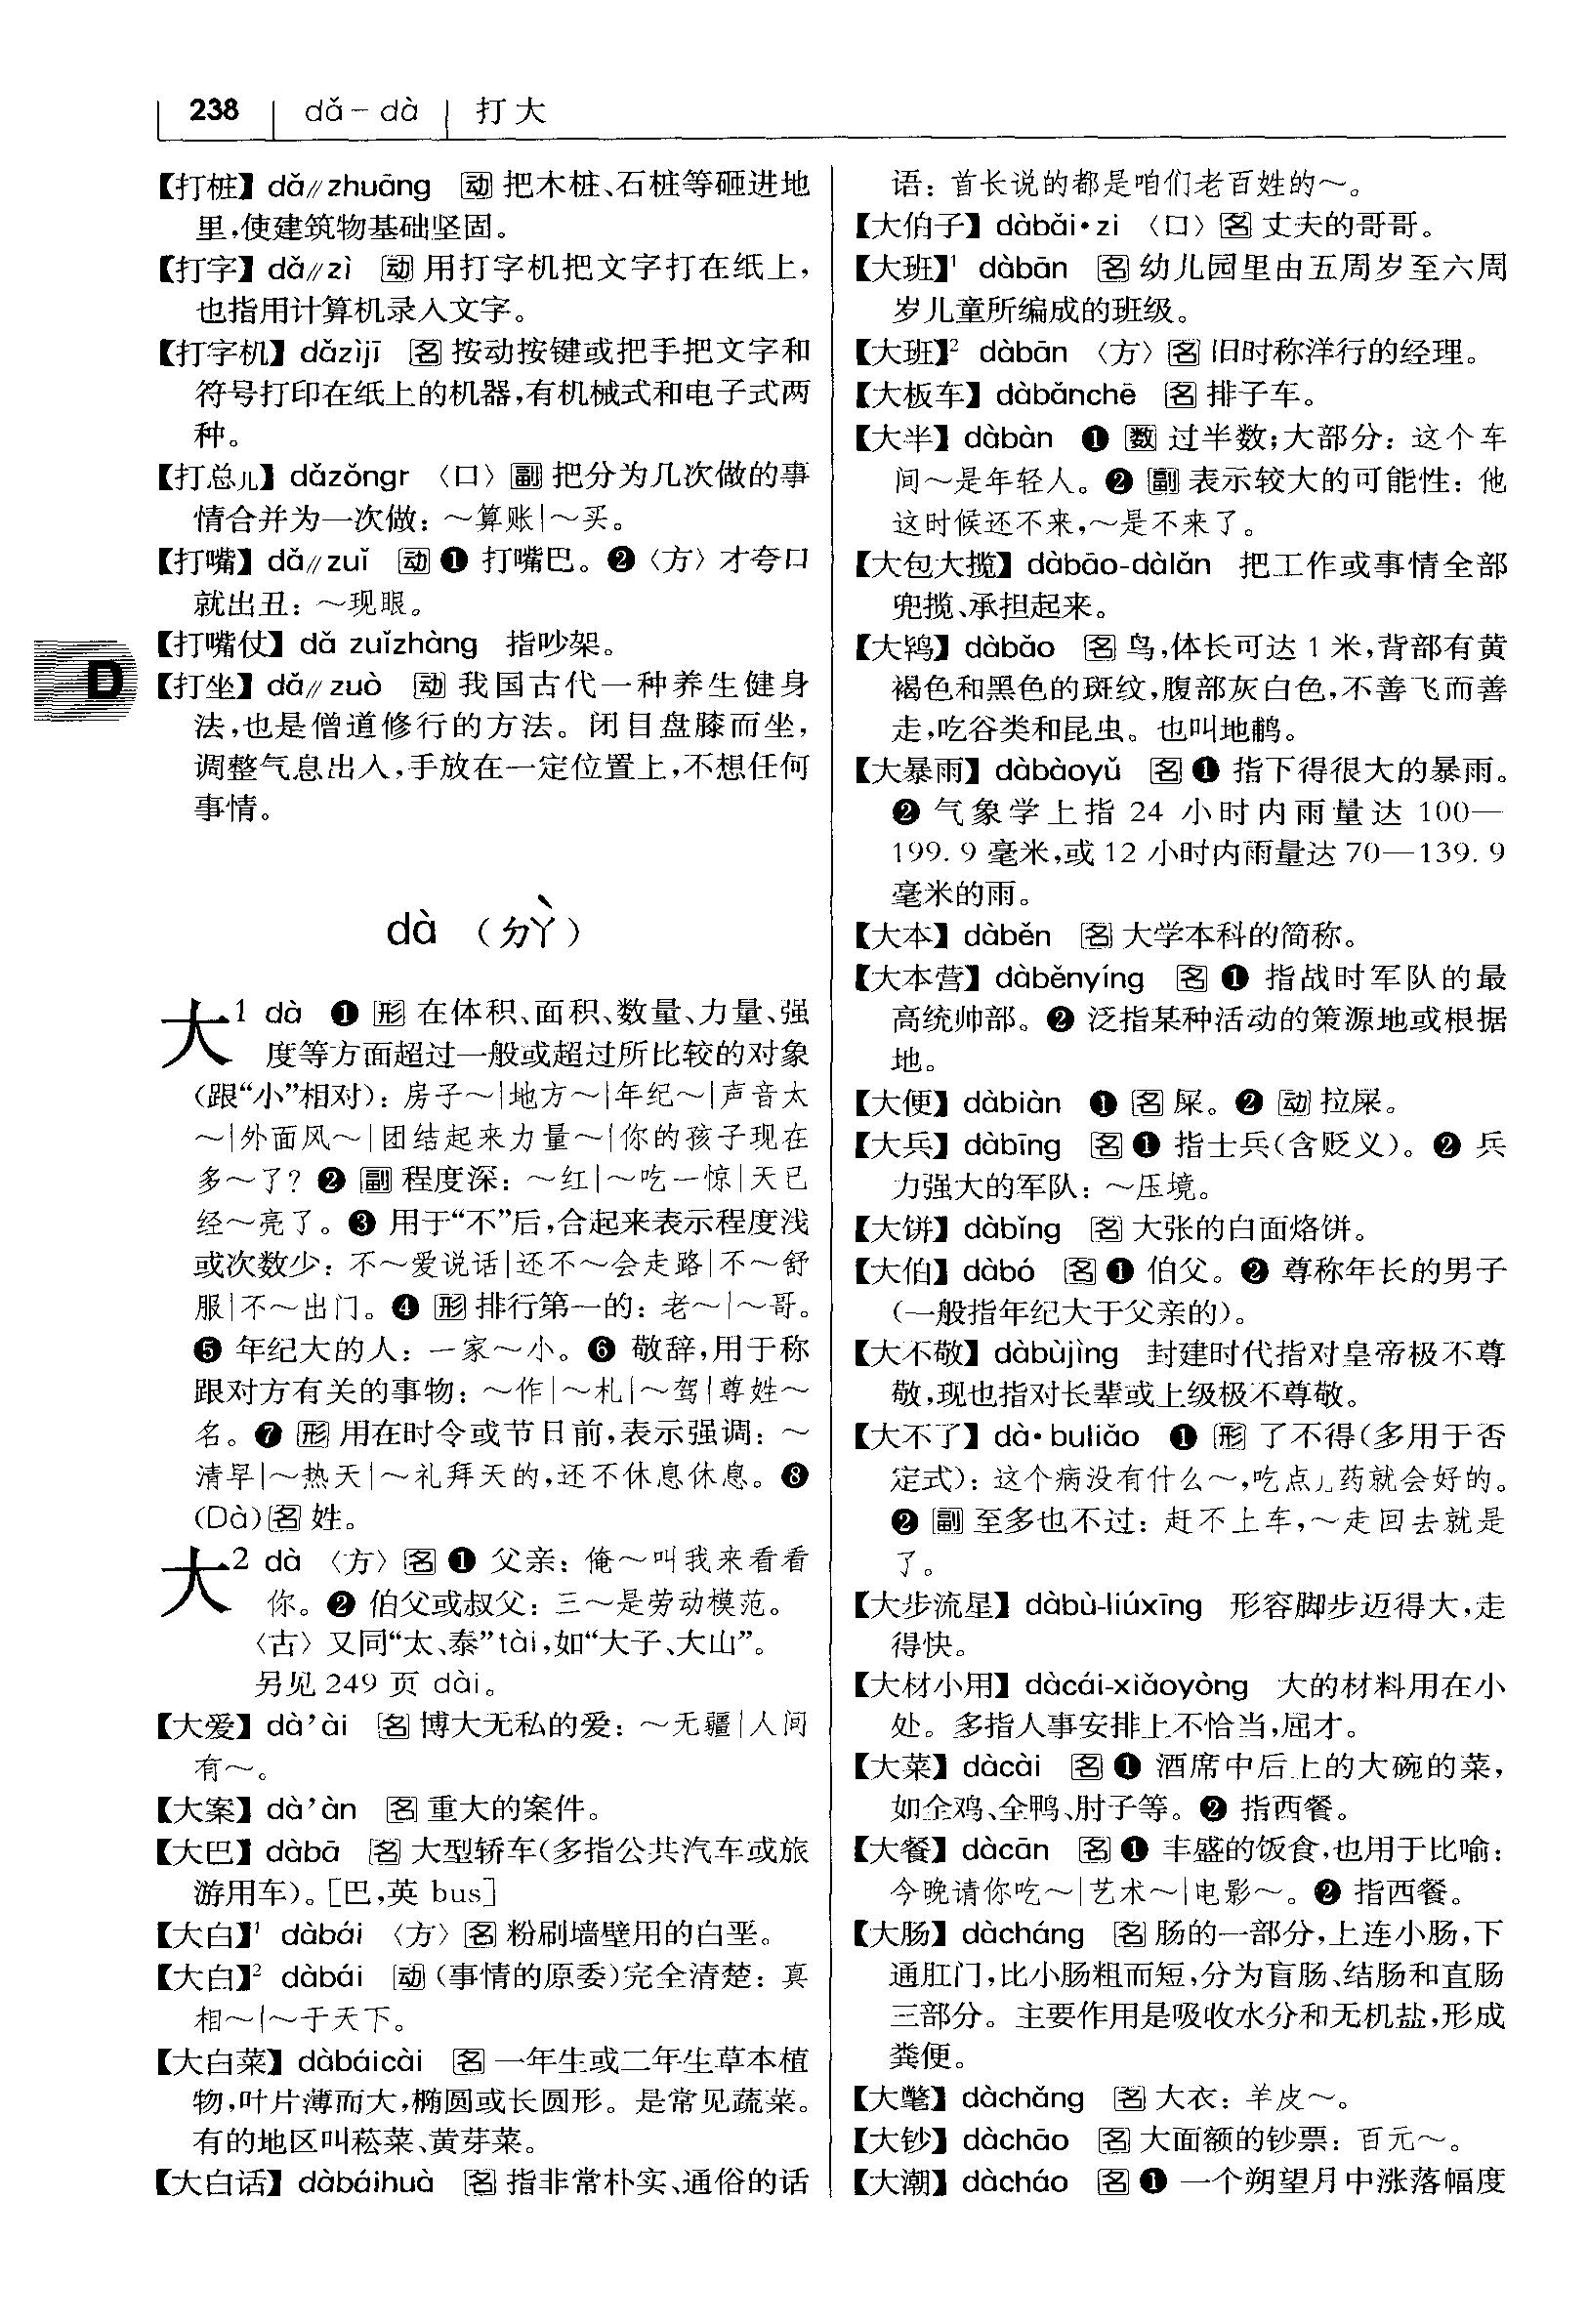 238 dǎ－dà 打大
【打桩】dǎ∥zhuāng 动 把木桩、石桩等砸进地
里，使建筑物基础坚固。
【打字】dǎ∥zì 动 用打字机把文字打在纸上，
也指用计算机录入文字。
【打字机】dǎzìjī 名 按动按键或把手把文字和
符号打印在纸上的机器，有机械式和电子式两
种。
【打总儿】dǎzǒngr 〈口〉副 把分为几次做的事
情合并为一次做：～算账|～买。
【打嘴】dǎ∥zuǐ 动 ❶ 打嘴巴。❷〈方〉才夸口
就出丑：～现眼。
【打嘴仗】dǎ zuǐzhàng 指吵架。
D
【打坐】dǎ∥zuò 动 我国古代一种养生健身
法，也是僧道修行的方法。闭目盘膝而坐，
调整气息出入，手放在一定位置上，不想任何
事情。
dà （ㄉㄚˋ）
大¹ dà ❶ 形 在体积、面积、数量、力量、强
度等方面超过一般或超过所比较的对象
（跟“小”相对）：房子～|地方～|年纪～|声音太
～|外面风～|团结起来力量～|你的孩子现在
多～了？❷ 副 程度深：～红|～吃一惊|天已
经～亮了。❸ 用于“不”后，合起来表示程度浅
或次数少：不～爱说话|还不～会走路|不～舒
服|不～出门。❹ 形 排行第一的：老～|～哥。
❺ 年纪大的人：一家～小。❻ 敬辞，用于称
跟对方有关的事物：～作|～札|～驾|尊姓～
名。❼ 形 用在时令或节日前，表示强调：～
清早|～热天|～礼拜天的，还不休息休息。❽
（Dà）名 姓。
大² dà 〈方〉名 ❶ 父亲：俺～叫我来看看
你。❷ 伯父或叔父：三～是劳动模范。
〈古〉又同“太、泰”tài，如“大子、大山”。
另见249页 dài。
【大爱】dà’ài 名 博大无私的爱：～无疆|人间
有～。
【大案】dà’àn 名 重大的案件。
【大巴】dàbā 名 大型轿车（多指公共汽车或旅
游用车）。［巴，英 bus］
【大白】¹ dàbái 〈方〉名 粉刷墙壁用的白垩。
【大白】² dàbái 动（事情的原委）完全清楚：真
相～|～于天下。
【大白菜】dàbáicài 名 一年生或二年生草本植
物，叶片薄而大，椭圆或长圆形。是常见蔬菜。
有的地区叫菘菜、黄芽菜。
【大白话】dàbáihuà 名 指非常朴实、通俗的话
语：首长说的都是咱们老百姓的～。
【大伯子】dàbǎi·zi 〈口〉名 丈夫的哥哥。
【大班】¹ dàbān 名 幼儿园里由五周岁至六周
岁儿童所编成的班级。
【大班】² dàbān 〈方〉名 旧时称洋行的经理。
【大板车】dàbǎnchē 名 排子车。
【大半】dàbàn ❶ 数 过半数；大部分：这个车
间～是年轻人。❷ 副 表示较大的可能性：他
这时候还不来，～是不来了。
【大包大揽】dàbāo-dàlǎn 把工作或事情全部
兜揽、承担起来。
【大鸨】dàbǎo 名 鸟，体长可达1米，背部有黄
褐色和黑色的斑纹，腹部灰白色，不善飞而善
走，吃谷类和昆虫。也叫地鵏。
【大暴雨】dàbàoyǔ 名 ❶ 指下得很大的暴雨。
❷ 气象学上指 24 小时内雨量达 100—
199.9毫米，或12小时内雨量达70—139.9
毫米的雨。
【大本】dàběn 名 大学本科的简称。
【大本营】dàběnyíng 名 ❶ 指战时军队的最
高统帅部。❷ 泛指某种活动的策源地或根据
地。
【大便】dàbiàn ❶ 名 屎。❷ 动 拉屎。
【大兵】dàbīng 名 ❶ 指士兵（含贬义）。❷ 兵
力强大的军队：～压境。
【大饼】dàbǐng 名 大张的白面烙饼。
【大伯】dàbó 名 ❶ 伯父。❷ 尊称年长的男子
（一般指年纪大于父亲的）。
【大不敬】dàbùjìng 封建时代指对皇帝极不尊
敬，现也指对长辈或上级极不尊敬。
【大不了】dà·buliǎo ❶ 形 了不得（多用于否
定式）：这个病没有什么～，吃点儿药就会好的。
❷ 副 至多也不过：赶不上车，～走回去就是
了。
【大步流星】dàbù-liúxīng 形容脚步迈得大，走
得快。
【大材小用】dàcái-xiǎoyòng 大的材料用在小
处。多指人事安排上不恰当，屈才。
【大菜】dàcài 名 ❶ 酒席中后上的大碗的菜，
如全鸡、全鸭、肘子等。❷ 指西餐。
【大餐】dàcān 名 ❶ 丰盛的饭食，也用于比喻：
今晚请你吃～|艺术～|电影～。❷ 指西餐。
【大肠】dàcháng 名 肠的一部分，上连小肠，下
通肛门，比小肠粗而短，分为盲肠、结肠和直肠
三部分。主要作用是吸收水分和无机盐，形成
粪便。
【大氅】dàchǎng 名 大衣：羊皮～。
【大钞】dàchāo 名 大面额的钞票：百元～。
【大潮】dàcháo 名 ❶ 一个朔望月中涨落幅度